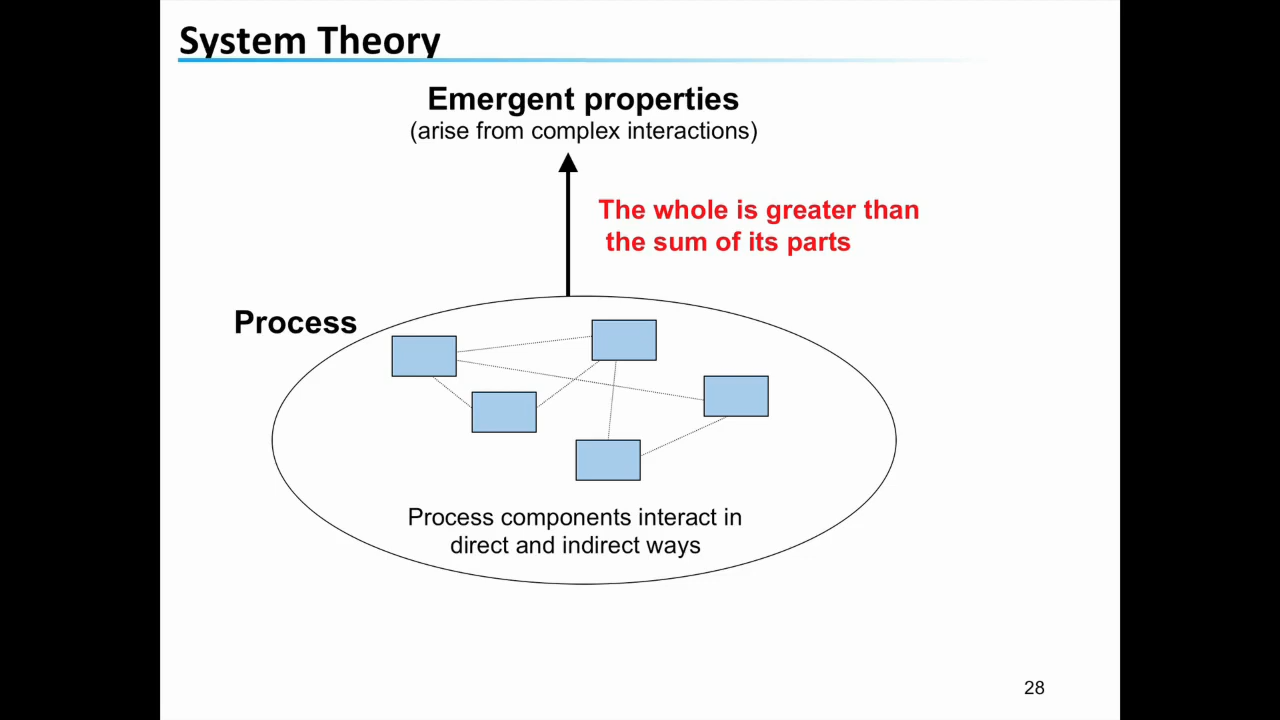 System Theory
Emergent properties
(arise from complex interactions)
The whole is greater than
the sum of its parts
Process
Process components interact in
direct and indirect ways
28